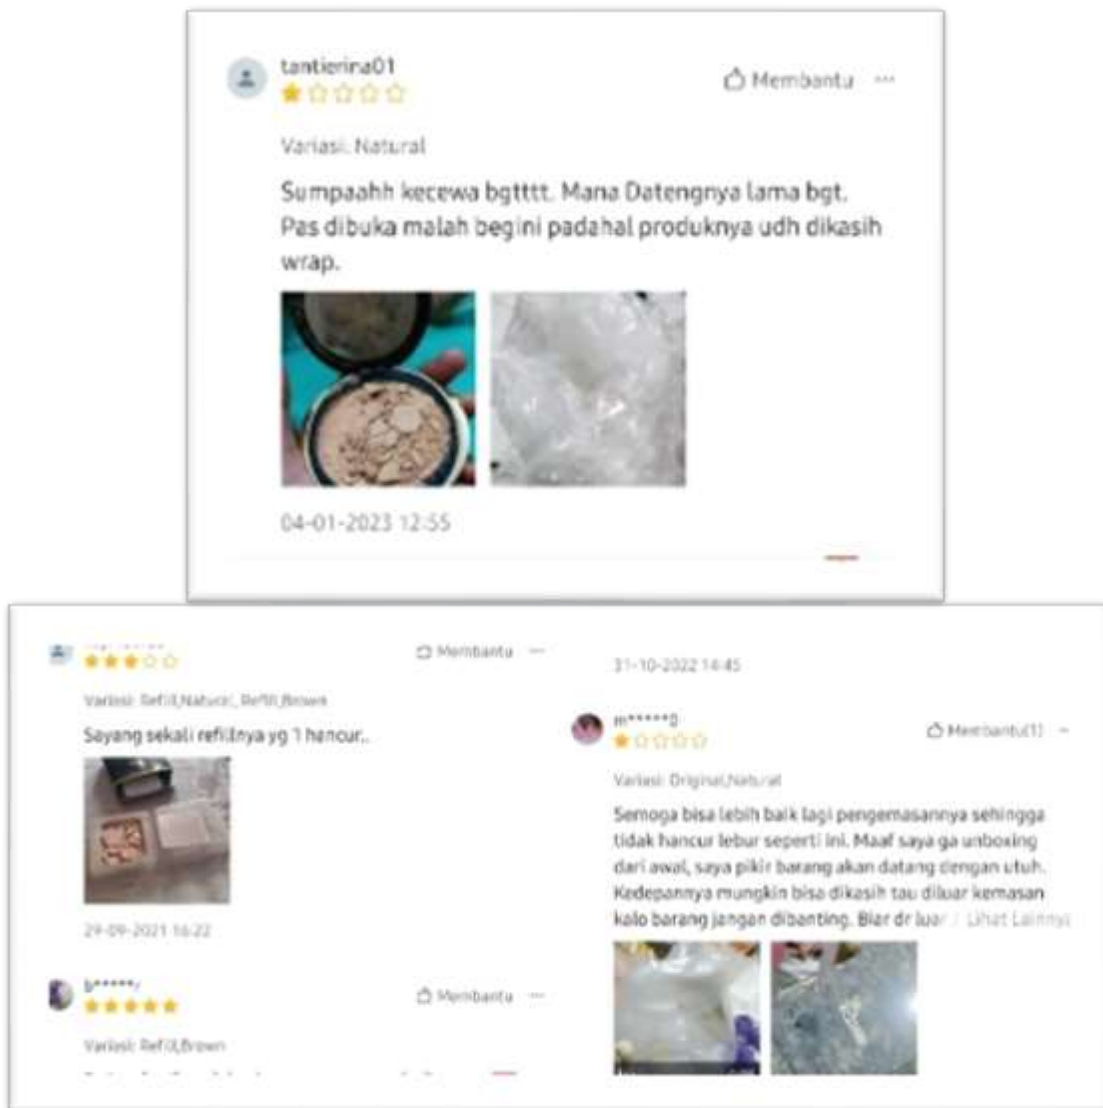 tantierina01
Membantu
Variasi: Natural
Sumpaahh kecewa bgtttt. Mana Datengnya lama bgt.
Pas dibuka malah begini padahal produknya udh dikasih
wrap.
04-01-2023 12:55
Membantu
Variasi: Refill,Natural, Refill,Brown
Sayang sekali refillnya yg 1 hancur..
29-09-2021 16:22
b*****r
Membantu
Variasi: Refill,Brown
31-10-2022 14:45
m*****0
Membantu(1)
Variasi: Original,Natural
Semoga bisa lebih baik lagi pengemasannya sehingga
tidak hancur lebur seperti ini. Maaf saya ga unboxing
dari awal, saya pikir barang akan datang dengan utuh.
Kedepannya mungkin bisa dikasih tau diluar kemasan
kalo barang jangan dibanting. Biar dr luar Lihat Lainnya